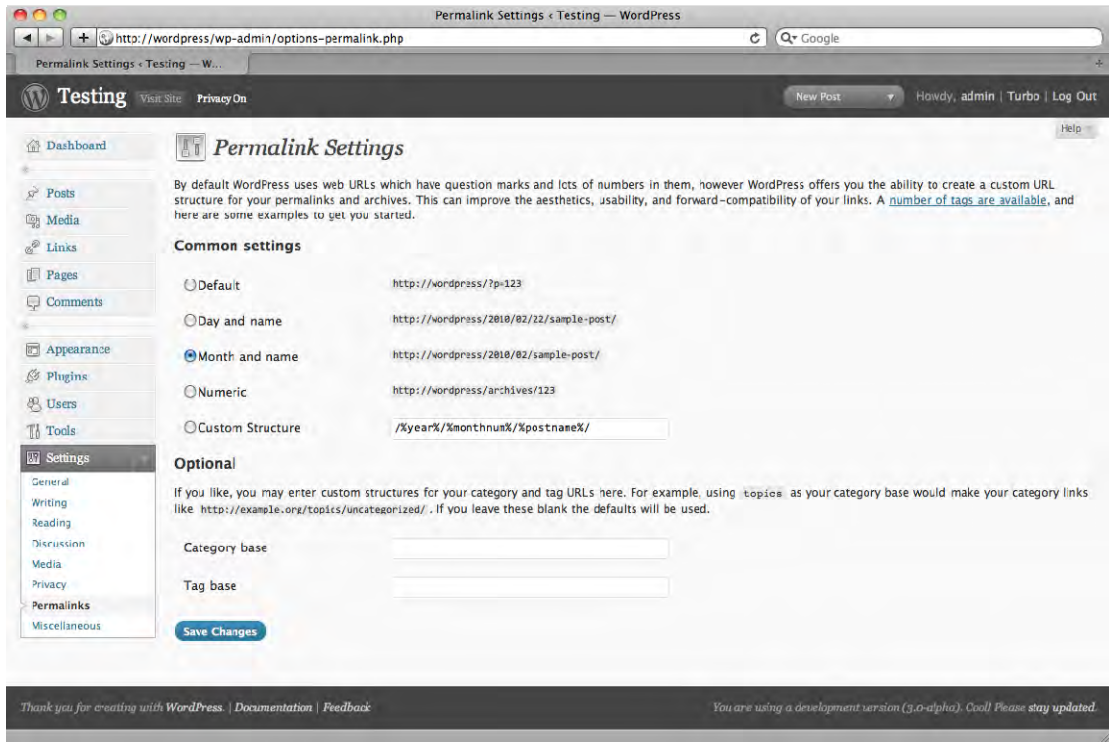 Permalink Settings ‹ Testing — WordPress
http://wordpress/wp-admin/options-permalink.php
Google
Permalink Settings ‹ Testing — W...
Testing Visit Site Privacy On
New Post
Howdy, admin | Turbo | Log Out
Help
Dashboard
Posts
Media
Links
Pages
Comments
Appearance
Plugins
Users
Tools
Settings
General
Writing
Reading
Discussion
Media
Privacy
Permalinks
Miscellaneous
Permalink Settings
By default WordPress uses web URLs which have question marks and lots of numbers in them, however WordPress offers you the ability to create a custom URL
structure for your permalinks and archives. This can improve the aesthetics, usability, and forward-compatibility of your links. A number of tags are available, and
here are some examples to get you started.
Common settings
Default http://wordpress/?p=123
Day and name http://wordpress/2010/02/22/sample-post/
Month and name http://wordpress/2010/02/sample-post/
Numeric http://wordpress/archives/123
Custom Structure /%year%/%monthnum%/%postname%/
Optional
If you like, you may enter custom structures for your category and tag URLs here. For example, using topics as your category base would make your category links
like http://example.org/topics/uncategorized/ . If you leave these blank the defaults will be used.
Category base
Tag base
Save Changes
Thank you for creating with WordPress. | Documentation | Feedback
You are using a development version (3.0-alpha). Cool! Please stay updated.